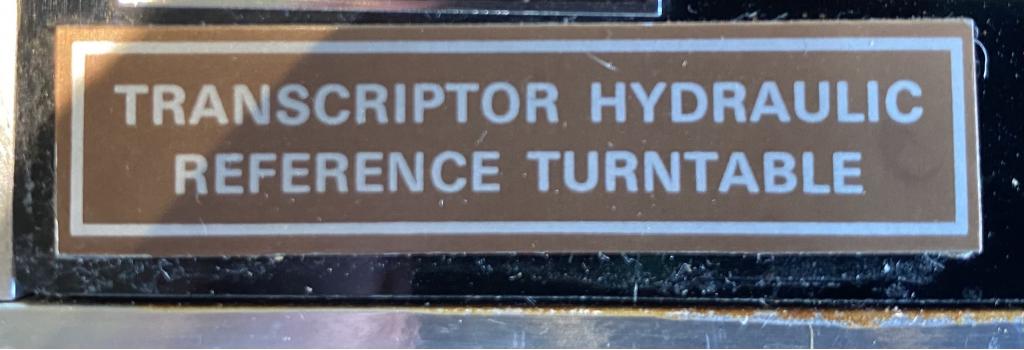 TRANSCRIPTOR HYDRAULIC
REFERENCE TURNTABLE